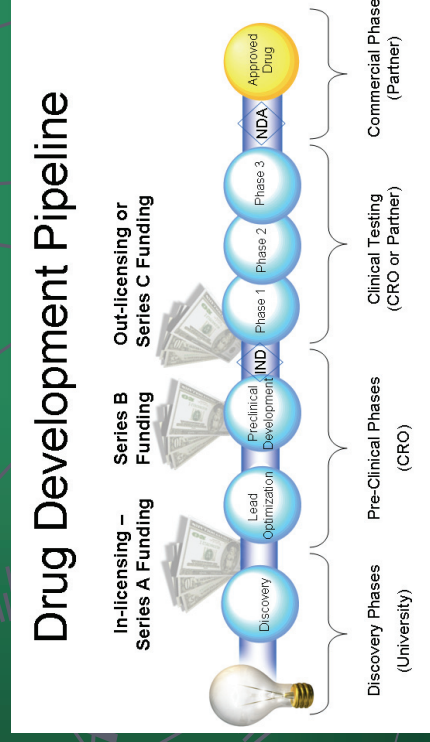 Drug Development Pipeline
In-licensing –
Series A Funding
Series B
Funding
Out-licensing or
Series C Funding
Discovery
Lead
Optimization
Preclinical
Development
IND
Phase 1
Phase 2
Phase 3
NDA
Approved
Drug
Discovery Phases
(University)
Pre-Clinical Phases
(CRO)
Clinical Testing
(CRO or Partner)
Commercial Phase
(Partner)